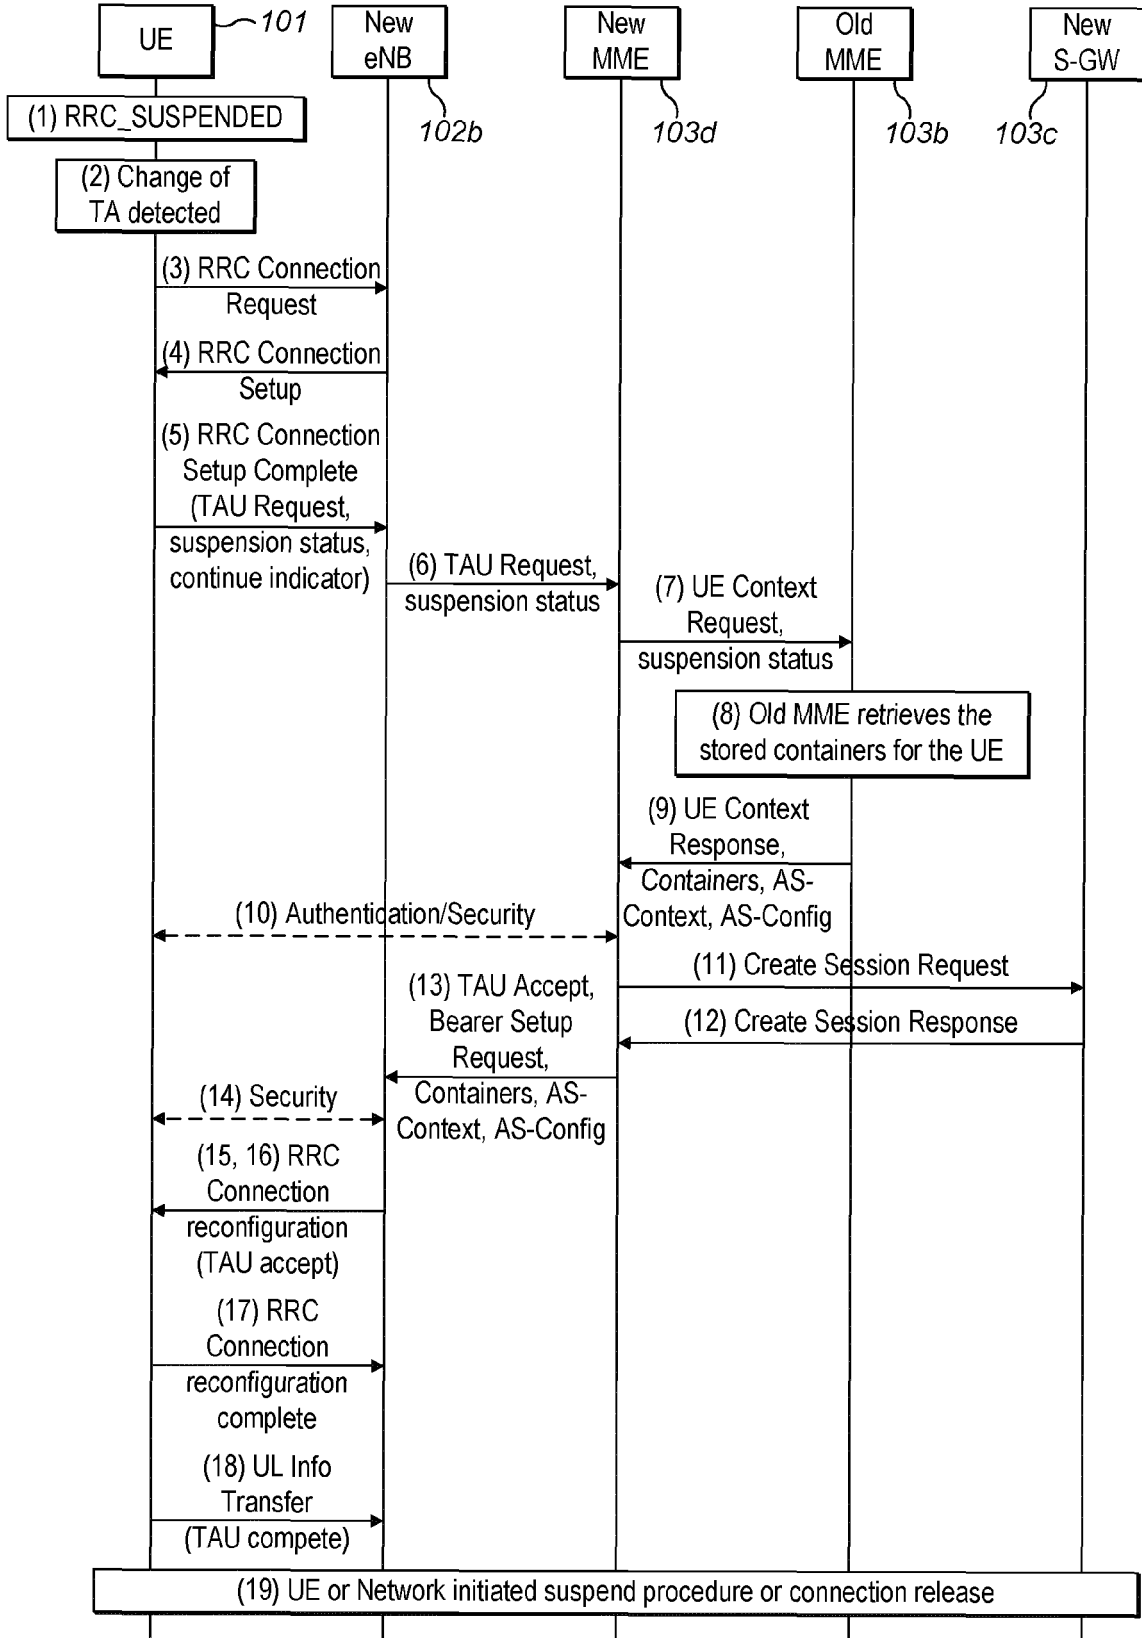 UE
101
New
eNB
New
MME
Old
MME
New
S-GW
102b
103d
103b
103c
(1) RRC_SUSPENDED
(2) Change of
TA detected
(3) RRC Connection
Request
(4) RRC Connection
Setup
(5) RRC Connection
Setup Complete
(TAU Request,
suspension status,
continue indicator)
(6) TAU Request,
suspension status
(7) UE Context
Request,
suspension status
(8) Old MME retrieves the
stored containers for the UE
(9) UE Context
Response,
Containers, AS-
Context, AS-Config
(10) Authentication/Security
(11) Create Session Request
(12) Create Session Response
(13) TAU Accept,
Bearer Setup
Request,
Containers, AS-
Context, AS-Config
(14) Security
(15, 16) RRC
Connection
reconfiguration
(TAU accept)
(17) RRC
Connection
reconfiguration
complete
(18) UL Info
Transfer
(TAU compete)
(19) UE or Network initiated suspend procedure or connection release